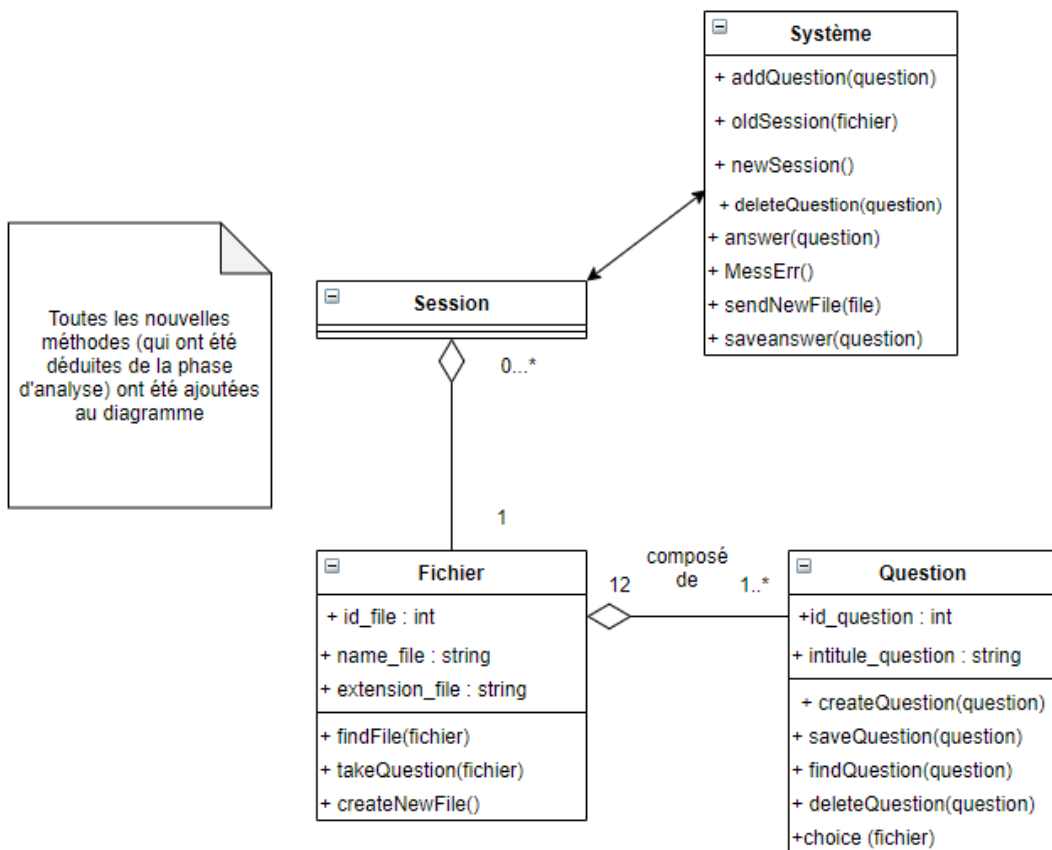 Système
+ addQuestion(question)
+ oldSession(fichier)
+ newSession()
+ deleteQuestion(question)
+ answer(question)
+ MessErr()
+ sendNewFile(file)
+ saveanswer(question)
Toutes les nouvelles
méthodes (qui ont été
déduites de la phase
d'analyse) ont été ajoutées
au diagramme
Session
0...*
1
Fichier
+ id_file : int
+ name_file : string
+ extension_file : string
+ findFile(fichier)
+ takeQuestion(fichier)
+ createNewFile()
composé
de
12
1..*
Question
+id_question : int
+ intitule_question : string
+ createQuestion(question)
+ saveQuestion(question)
+ findQuestion(question)
+ deleteQuestion(question)
+choice (fichier)